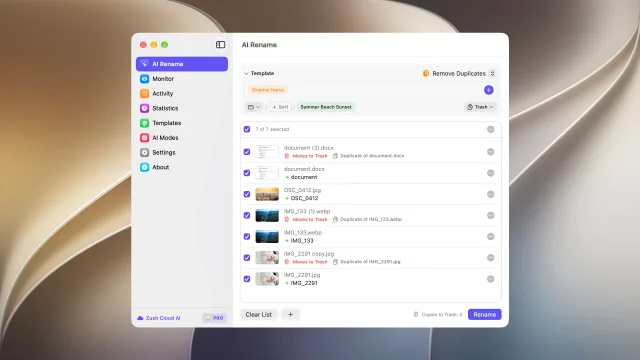 AI Rename
Monitor
Activity
Statistics
Templates
AI Modes
Settings
About
Zush Cloud AI
PRO
AI Rename
Template
Remove Duplicates
Original Name
/
+ Sort
/
Summer Beach Sunset
Trash
7 of 7 selected
document (2).docx
Moves to Trash · Duplicate of document.docx
document.docx
→ document
DSC_0412.jpg
→ DSC_0412
IMG_133 (1).webp
Moves to Trash · Duplicate of IMG_133.webp
IMG_133.webp
→ IMG_133
IMG_2291 copy.jpg
Moves to Trash · Duplicate of IMG_2291.jpg
IMG_2291.jpg
→ IMG_2291
Clear List
+
Copies to Trash: 3
Rename